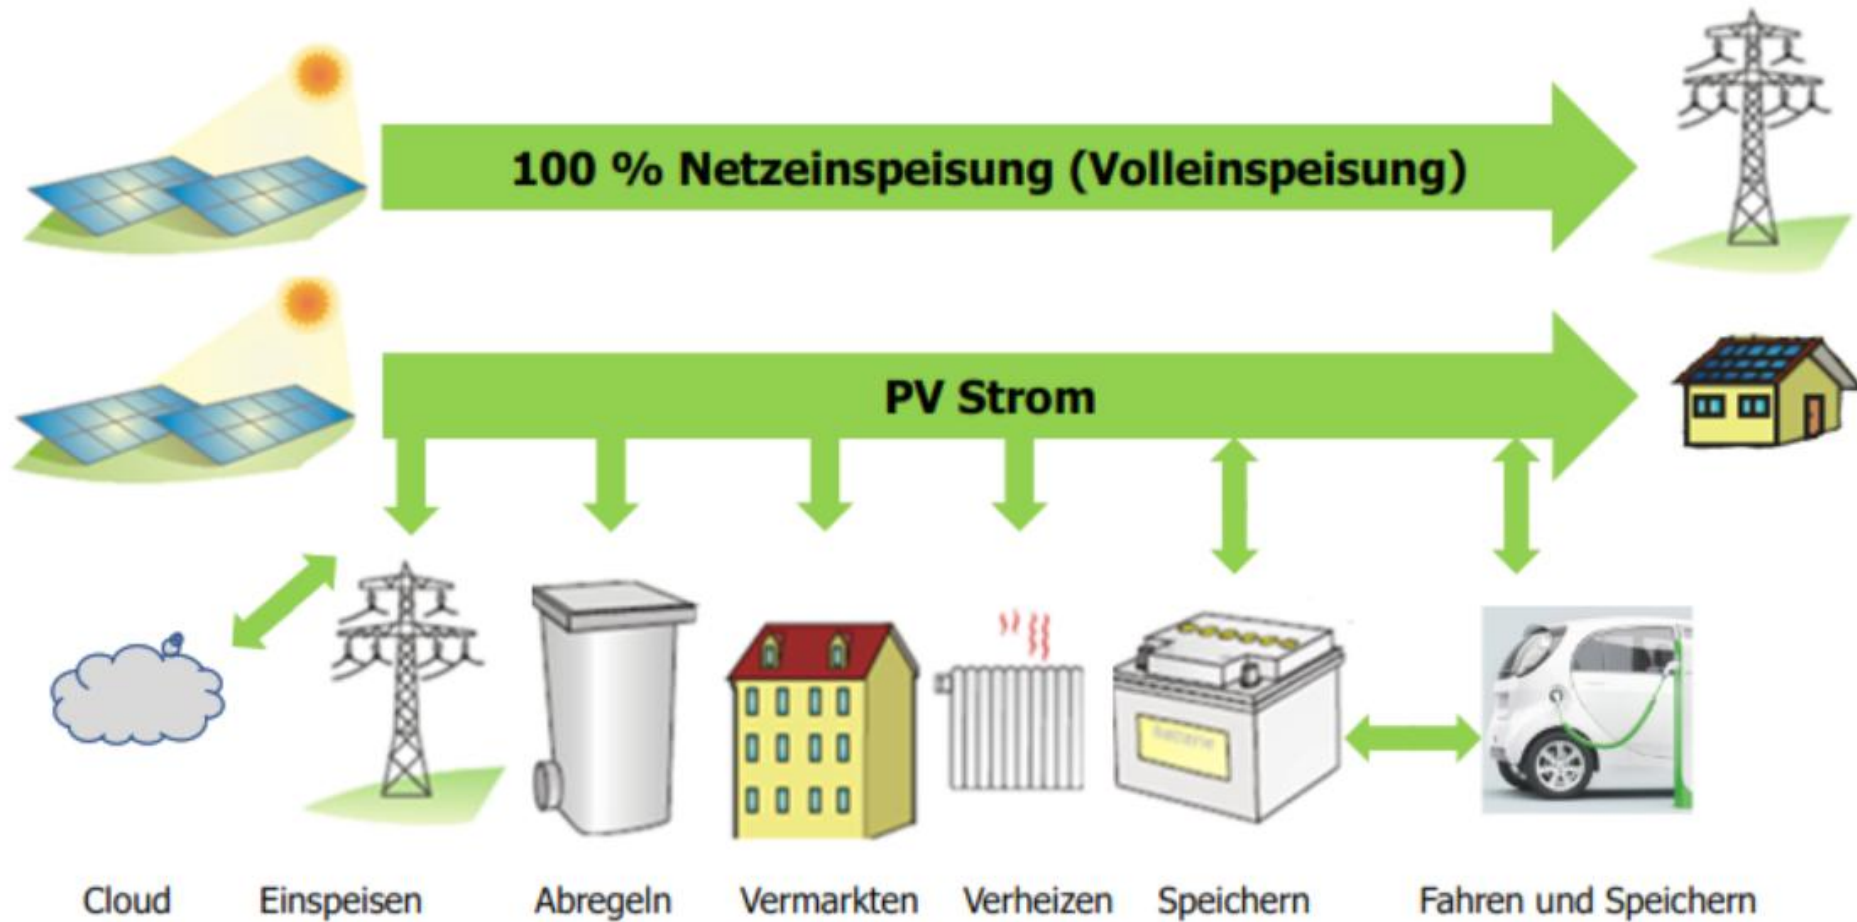 100 % Netzeinspeisung (Volleinspeisung)
PV Strom
Cloud Einspeisen Abregeln Vermarkten Verheizen Speichern Fahren und Speichern